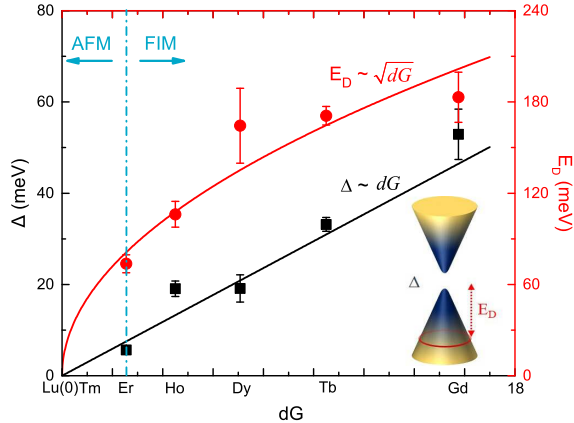 80
60
40
20
0
Δ (meV)
AFM
FIM
E_D ~ √dG
Δ ~ dG
Δ
E_D
240
180
120
60
0
E_D (meV)
Lu(0)Tm Er Ho Dy Tb Gd 18
dG